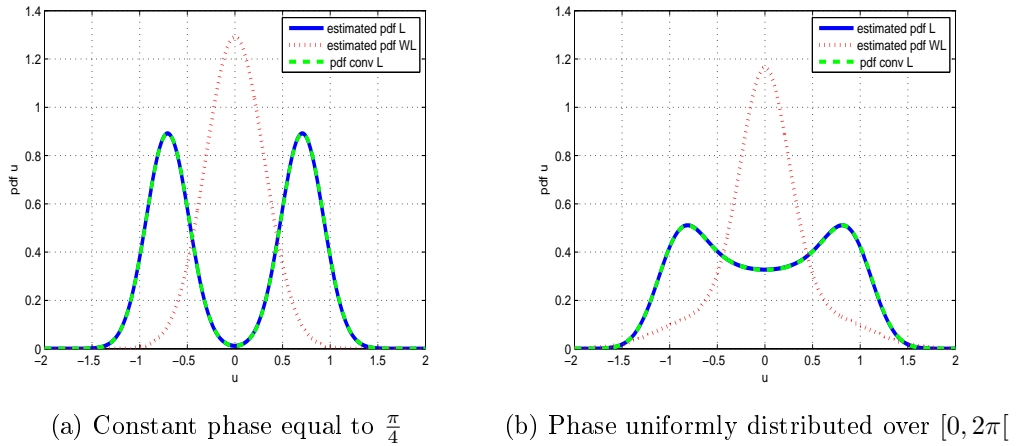 1.4
1.2
1
0.8
0.6
0.4
0.2
0
pdf u
−2 −1.5 −1 −0.5 0 0.5 1 1.5 2
u
estimated pdf L
estimated pdf WL
pdf conv L
(a) Constant phase equal to π/4
1.4
1.2
1
0.8
0.6
0.4
0.2
0
pdf u
−2 −1.5 −1 −0.5 0 0.5 1 1.5 2
u
estimated pdf L
estimated pdf WL
pdf conv L
(b) Phase uniformly distributed over [0, 2π[